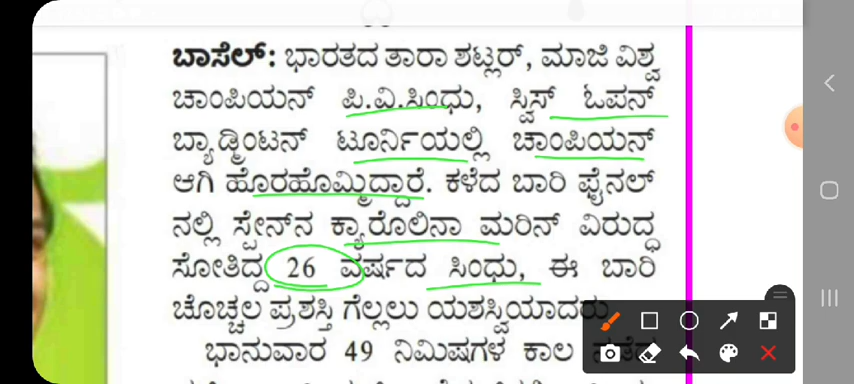 ಬಾಸೆಲ್: ಭಾರತದ ತಾರಾ ಶಟ್ಲರ್, ಮಾಜಿ ವಿಶ್ವ
ಚಾಂಪಿಯನ್ ಪಿ.ವಿ.ಸಿಂಧು, ಸ್ವಿಸ್ ಓಪನ್
ಬ್ಯಾಡ್ಮಿಂಟನ್ ಟೂರ್ನಿಯಲ್ಲಿ ಚಾಂಪಿಯನ್
ಆಗಿ ಹೊರಹೊಮ್ಮಿದ್ದಾರೆ. ಕಳೆದ ಬಾರಿ ಫೈನಲ್
ನಲ್ಲಿ ಸ್ಪೇನ್‌ನ ಕ್ಯಾರೊಲಿನಾ ಮರಿನ್ ವಿರುದ್ಧ
ಸೋತಿದ್ದ 26 ವರ್ಷದ ಸಿಂಧು, ಈ ಬಾರಿ
ಚೊಚ್ಚಲ ಪ್ರಶಸ್ತಿ ಗೆಲ್ಲಲು ಯಶಸ್ವಿಯಾದರು.
ಭಾನುವಾರ 49 ನಿಮಿಷಗಳ ಕಾಲ